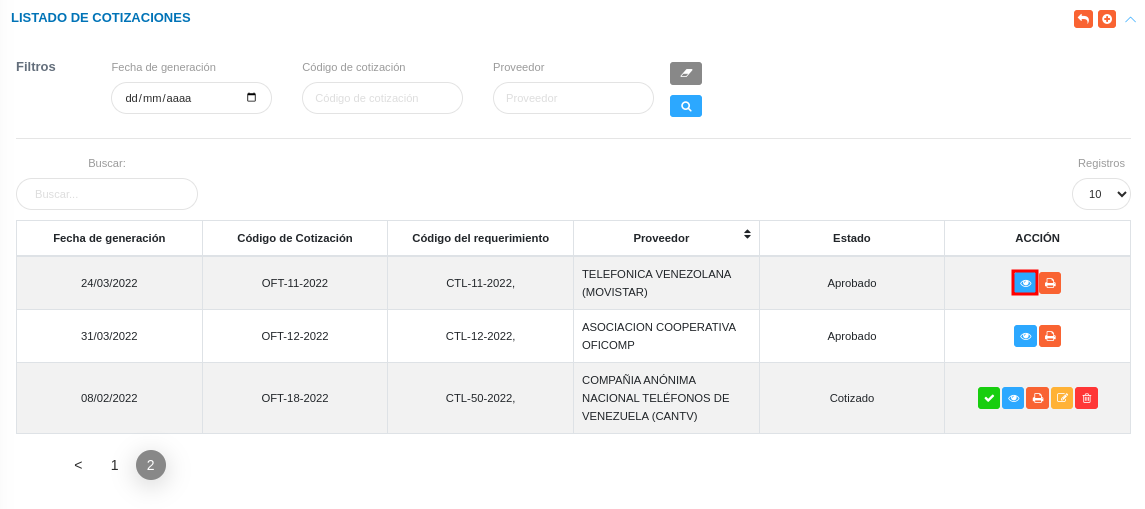 LISTADO DE COTIZACIONES
Filtros
Fecha de generación
Código de cotización
Proveedor
dd/mm/aaaa
Código de cotización
Proveedor
Buscar:
Registros
Buscar...
10
Fecha de generación Código de Cotización Código del requerimiento Proveedor Estado ACCIÓN
24/03/2022 OFT-11-2022 CTL-11-2022, TELEFONICA VENEZOLANA
(MOVISTAR) Aprobado
31/03/2022 OFT-12-2022 CTL-12-2022, ASOCIACION COOPERATIVA
OFICOMP Aprobado
08/02/2022 OFT-18-2022 CTL-50-2022, COMPAÑIA ANÓNIMA
NACIONAL TELÉFONOS DE
VENEZUELA (CANTV) Cotizado
< 1 2